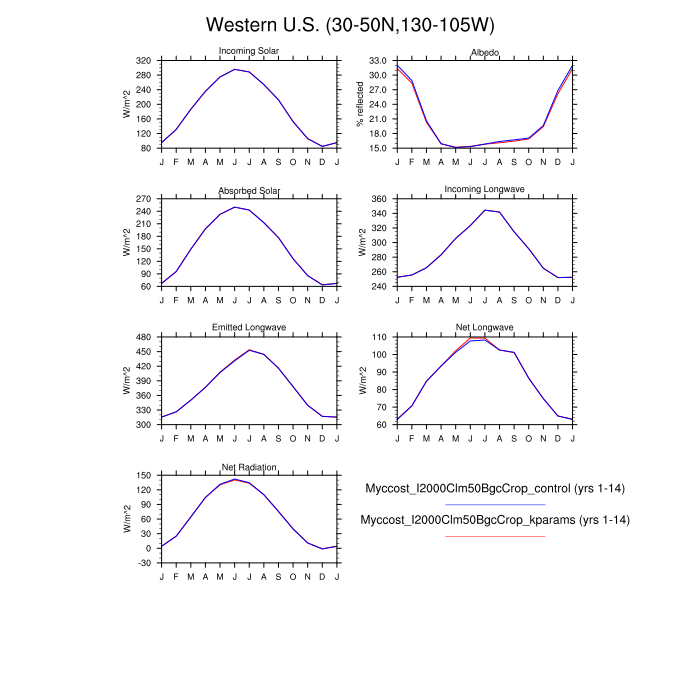 Western U.S. (30-50N,130-105W)
Incoming Solar
W/m^2
320
280
240
200
160
120
80
J F M A M J J A S O N D J
Albedo
% reflected
33.0
30.0
27.0
24.0
21.0
18.0
15.0
J F M A M J J A S O N D J
Absorbed Solar
W/m^2
270
240
210
180
150
120
90
60
J F M A M J J A S O N D J
Incoming Longwave
W/m^2
360
340
320
300
280
260
240
J F M A M J J A S O N D J
Emitted Longwave
W/m^2
480
450
420
390
360
330
300
J F M A M J J A S O N D J
Net Longwave
W/m^2
110
100
90
80
70
60
J F M A M J J A S O N D J
Net Radiation
W/m^2
150
120
90
60
30
0
-30
J F M A M J J A S O N D J
Myccost_I2000Clm50BgcCrop_control (yrs 1-14)
Myccost_I2000Clm50BgcCrop_kparams (yrs 1-14)